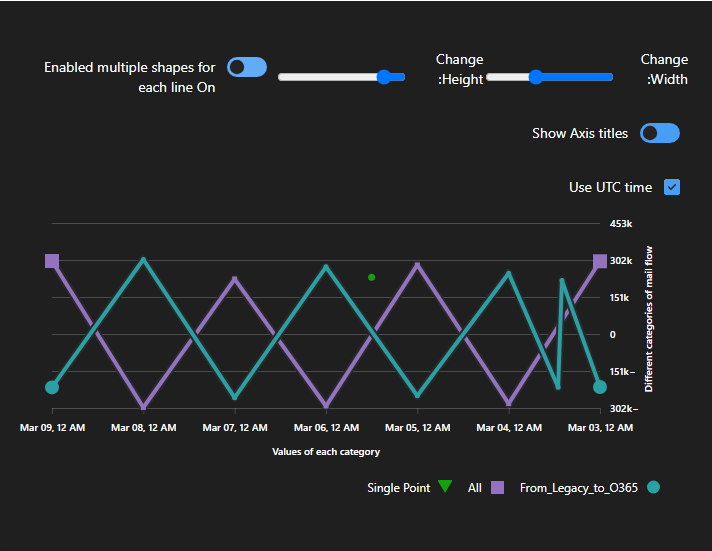 Enabled multiple shapes for
each line On
Change
:Height
Change
:Width
Show Axis titles
Use UTC time
453k
302k
151k
0
151k−
302k−
Different categories of mail flow
Mar 09, 12 AM
Mar 08, 12 AM
Mar 07, 12 AM
Mar 06, 12 AM
Mar 05, 12 AM
Mar 04, 12 AM
Mar 03, 12 AM
Values of each category
Single Point
All
From_Legacy_to_O365